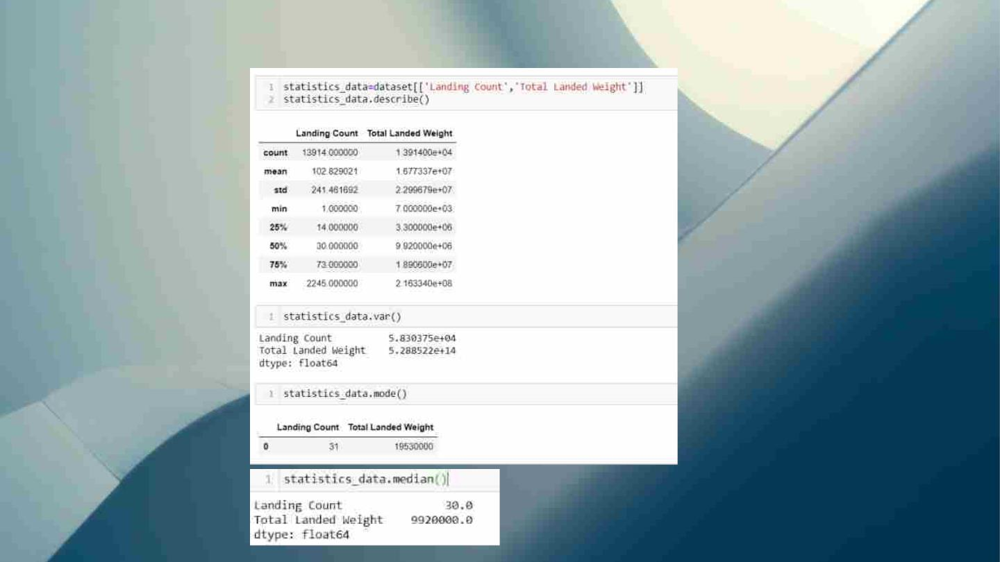 1 statistics_data=dataset[['Landing Count','Total Landed Weight']]
2 statistics_data.describe()
Landing Count Total Landed Weight
count 13914.000000 1.391400e+04
mean 102.829021 1.677337e+07
std 241.461692 2.299679e+07
min 1.000000 7.000000e+03
25% 14.000000 3.300000e+06
50% 30.000000 9.920000e+06
75% 73.000000 1.890600e+07
max 2245.000000 2.163340e+08
1 statistics_data.var()
Landing Count 5.830375e+04
Total Landed Weight 5.288522e+14
dtype: float64
1 statistics_data.mode()
Landing Count Total Landed Weight
0 31 19530000
1 statistics_data.median()
Landing Count 30.0
Total Landed Weight 9920000.0
dtype: float64